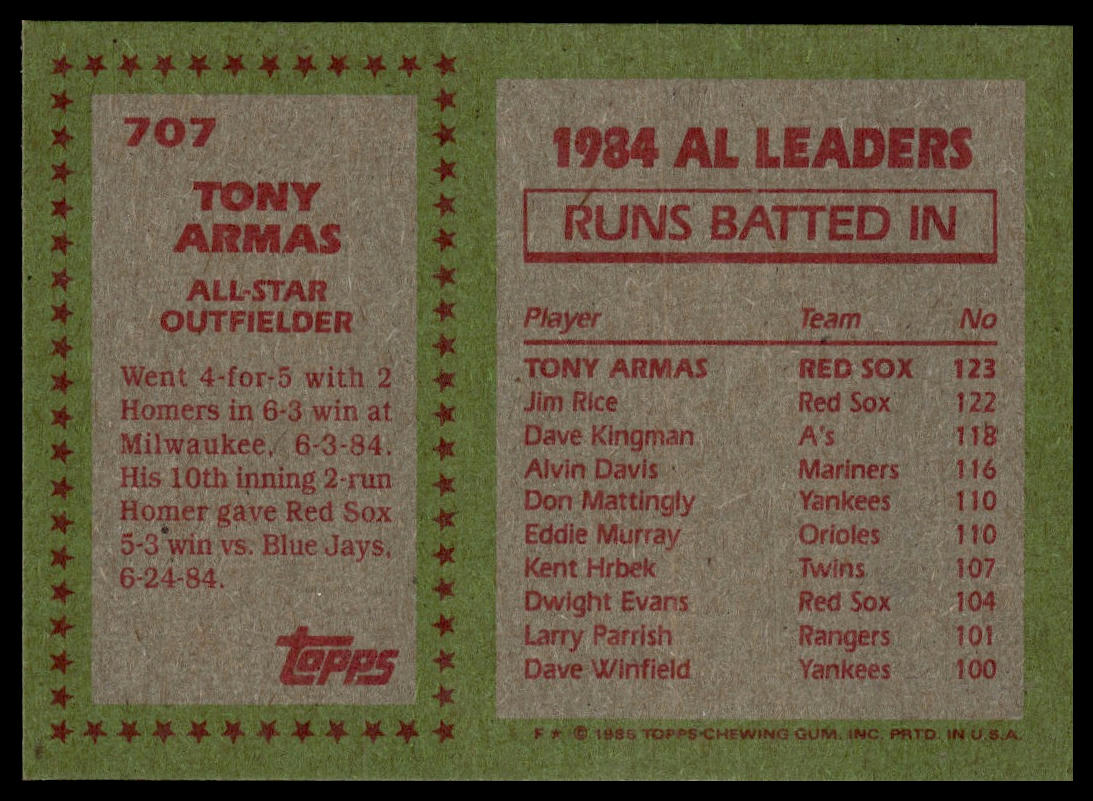 707
TONY
ARMAS
ALL-STAR
OUTFIELDER
Went 4-for-5 with 2
Homers in 6-3 win at
Milwaukee, 6-3-84.
His 10th inning 2-run
Homer gave Red Sox
5-3 win vs. Blue Jays,
6-24-84.
topps
1984 AL LEADERS
RUNS BATTED IN
Player Team No
TONY ARMAS RED SOX 123
Jim Rice Red Sox 122
Dave Kingman A's 118
Alvin Davis Mariners 116
Don Mattingly Yankees 110
Eddie Murray Orioles 110
Kent Hrbek Twins 107
Dwight Evans Red Sox 104
Larry Parrish Rangers 101
Dave Winfield Yankees 100
F ★ © 1985 TOPPS CHEWING GUM, INC. PRTD. IN U.S.A.